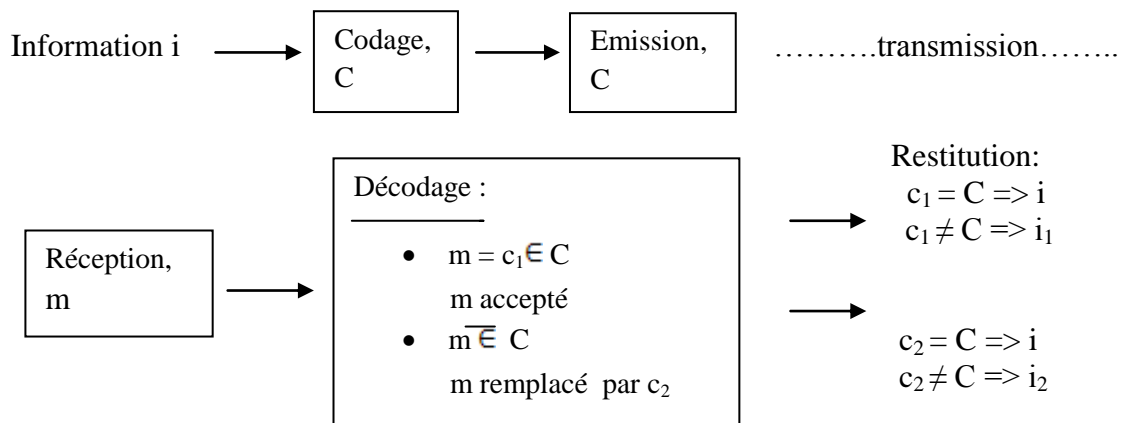 Information i
Codage,
C
Emission,
C
……….transmission……..
Réception,
m
Décodage :
• m = c₁∈ C
m accepté
• m ∈̅ C
m remplacé par c₂
Restitution:
c₁ = C => i
c₁ ≠ C => i₁
c₂ = C => i
c₂ ≠ C => i₂